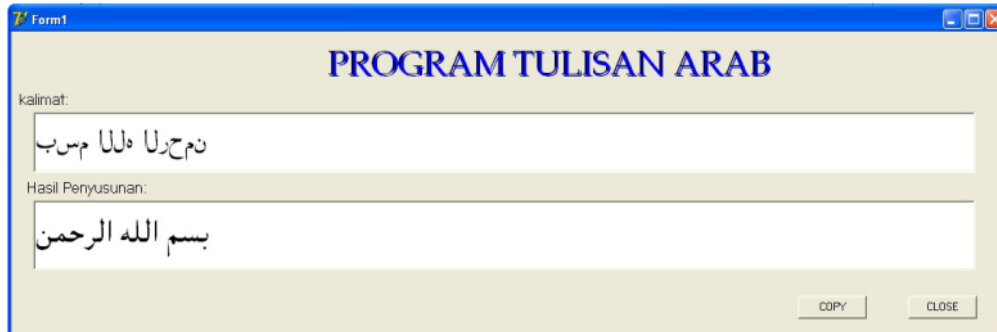 Form1
PROGRAM TULISAN ARAB
kalimat:
نمحرلا هللا مسب
Hasil Penyusunan:
بسم الله الرحمن
COPY CLOSE